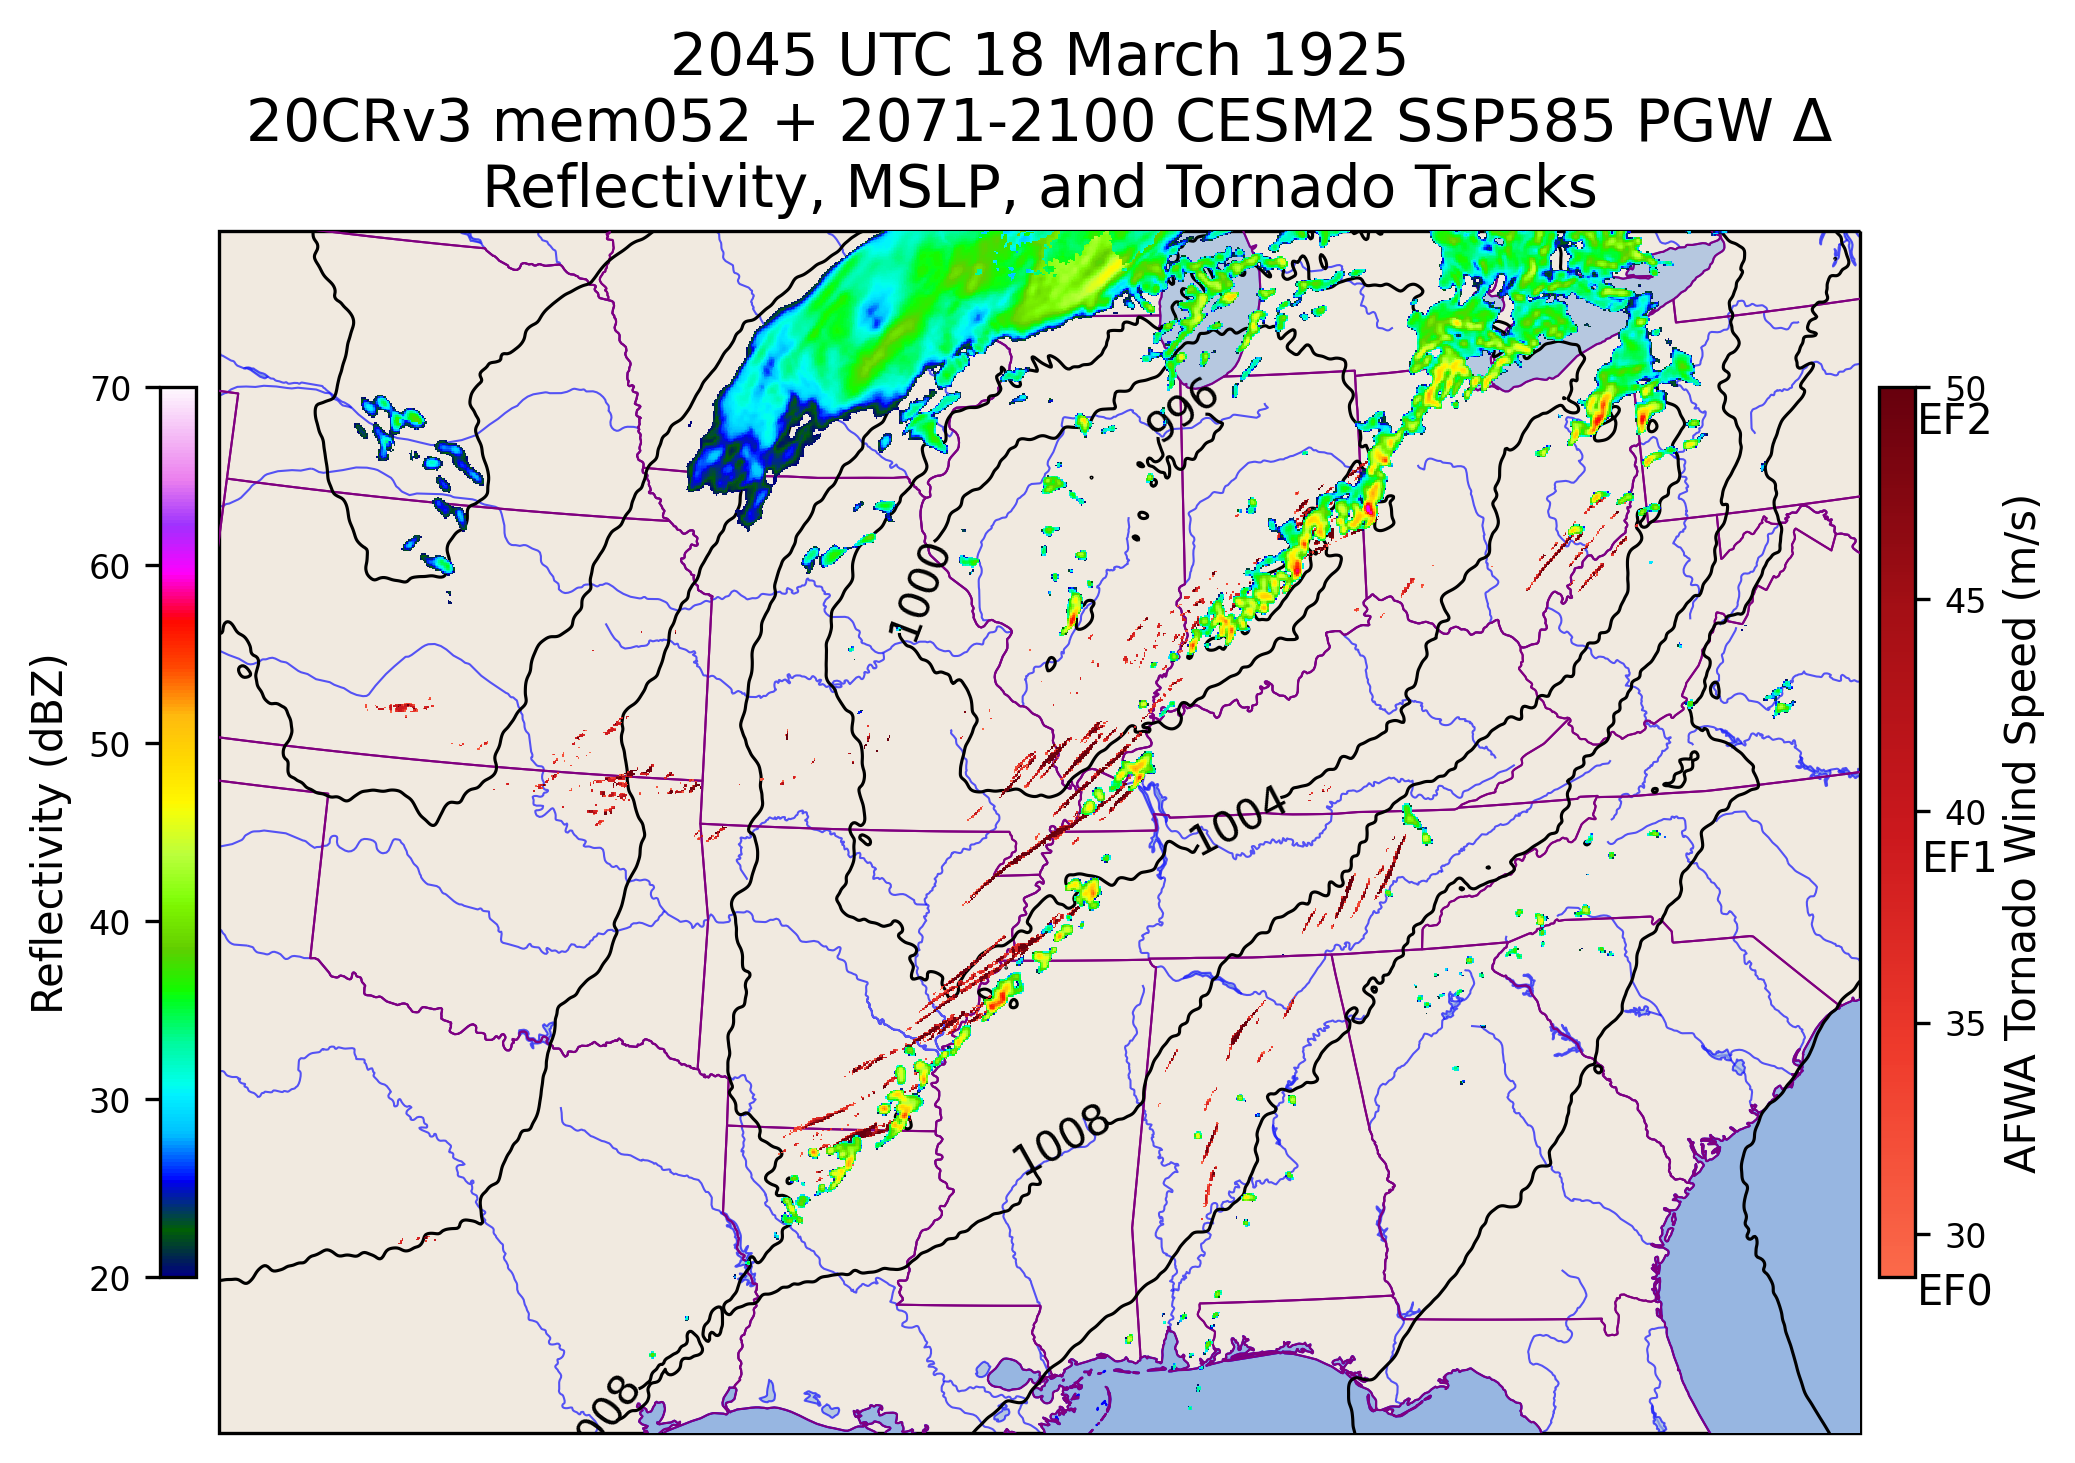 2045 UTC 18 March 1925
20CRv3 mem052 + 2071-2100 CESM2 SSP585 PGW Δ
Reflectivity, MSLP, and Tornado Tracks
70
60
50
40
30
20
Reflectivity (dBZ)
996
1000
1004
1008
008
50
EF2
45
40
EF1
35
30
EF0
AFWA Tornado Wind Speed (m/s)